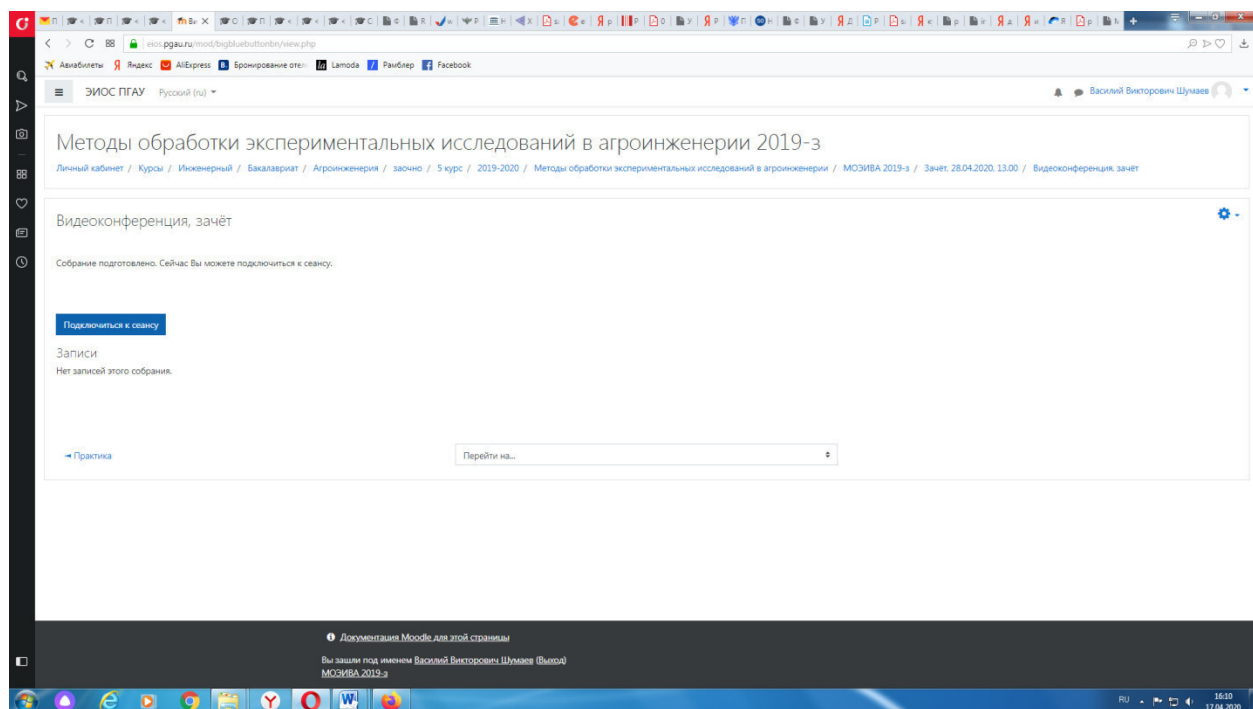 eios.pgau.ru/mod/bigbluebuttonbn/view.php
Авиабилеты Яндекс AliExpress Бронирование отел Lamoda Рамблер Facebook
ЭИОС ПГАУ Русский (ru)
Василий Викторович Шумаев
Методы обработки экспериментальных исследований в агроинженерии 2019-з
Личный кабинет / Курсы / Инженерный / Бакалавриат / Агроинженерия / заочно / 5 курс / 2019-2020 / Методы обработки экспериментальных исследований в агроинженерии / МОЭИВА 2019-з / Зачёт. 28.04.2020. 13.00 / Видеоконференция, зачёт
Видеоконференция, зачёт
Собрание подготовлено. Сейчас Вы можете подключиться к сеансу.
Подключиться к сеансу
Записи
Нет записей этого собрания.
◄ Практика
Перейти на...
Документация Moodle для этой страницы
Вы зашли под именем Василий Викторович Шумаев (Выход)
МОЭИВА 2019-з
RU
16:10
17.04.2020